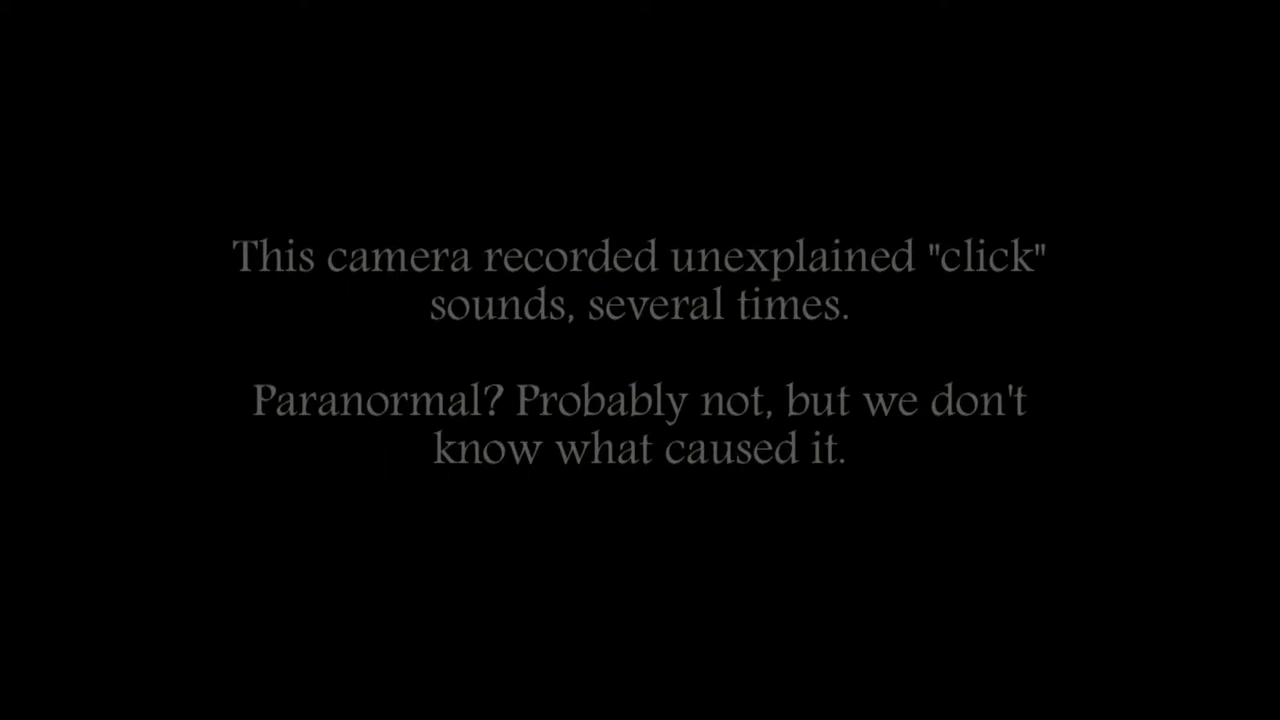 This camera recorded unexplained "click"
sounds, several times.
Paranormal? Probably not, but we don't
know what caused it.